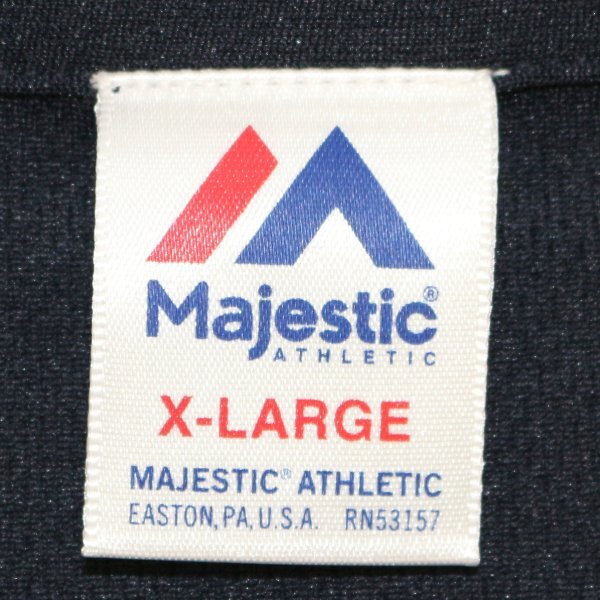 Majestic®
ATHLETIC
X-LARGE
MAJESTIC® ATHLETIC
EASTON, PA, U.S.A. RN53157